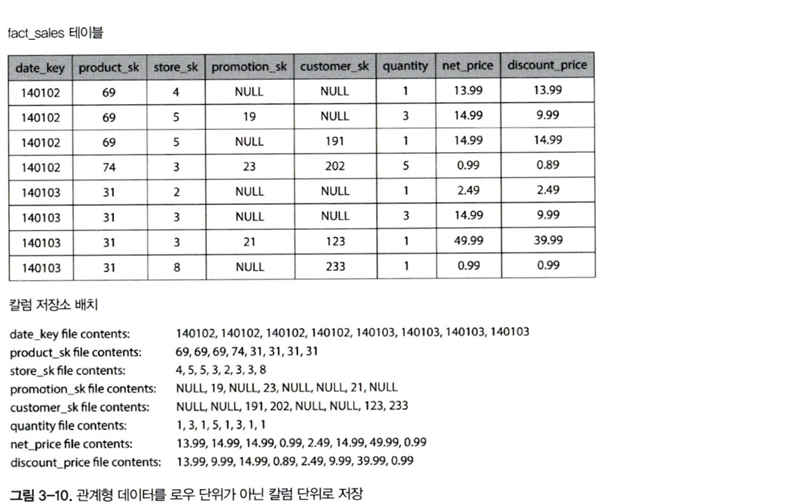 fact_sales 테이블
date_key product_sk store_sk promotion_sk customer_sk quantity net_price discount_price
140102 69 4 NULL NULL 1 13.99 13.99
140102 69 5 19 NULL 3 14.99 9.99
140102 69 5 NULL 191 1 14.99 14.99
140102 74 3 23 202 5 0.99 0.89
140103 31 2 NULL NULL 1 2.49 2.49
140103 31 3 NULL NULL 3 14.99 9.99
140103 31 3 21 123 1 49.99 39.99
140103 31 8 NULL 233 1 0.99 0.99
칼럼 저장소 배치
date_key file contents: 140102, 140102, 140102, 140102, 140103, 140103, 140103, 140103
product_sk file contents: 69, 69, 69, 74, 31, 31, 31, 31
store_sk file contents: 4, 5, 5, 3, 2, 3, 3, 8
promotion_sk file contents: NULL, 19, NULL, 23, NULL, NULL, 21, NULL
customer_sk file contents: NULL, NULL, 191, 202, NULL, NULL, 123, 233
quantity file contents: 1, 3, 1, 5, 1, 3, 1, 1
net_price file contents: 13.99, 14.99, 14.99, 0.99, 2.49, 14.99, 49.99, 0.99
discount_price file contents: 13.99, 9.99, 14.99, 0.89, 2.49, 9.99, 39.99, 0.99
그림 3-10. 관계형 데이터를 로우 단위가 아닌 칼럼 단위로 저장